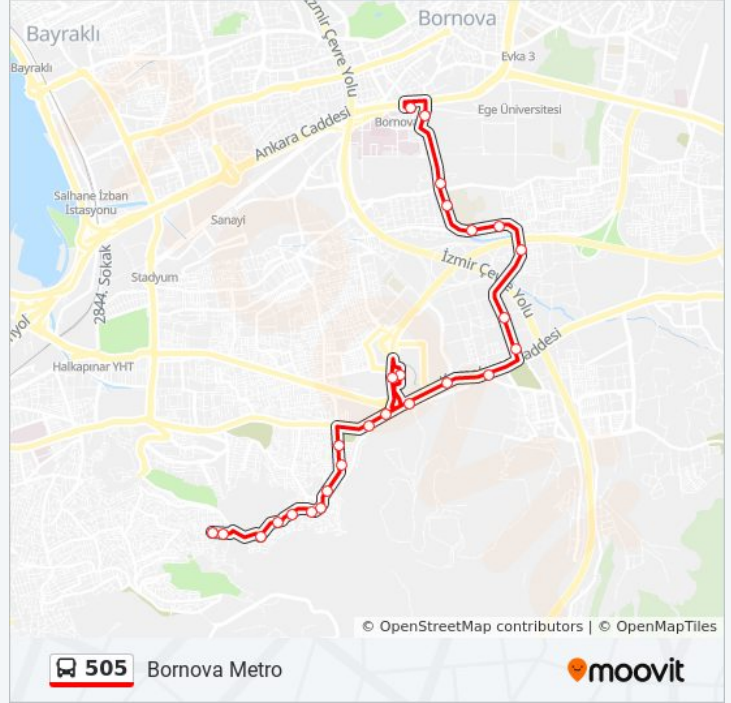 Bornova
Bayraklı
İzmir Çevre Yolu
Evka 3
Bayraklı
Ege Üniversitesi
Ankara Caddesi
Bornova
Salhane İzban
İstasyonu
Sanayi
2844. Sokak
İzmir Çevre Yolu
Stadyum
Halkapınar YHT
© OpenStreetMap contributors | © OpenMapTiles
505 Bornova Metro
moovit